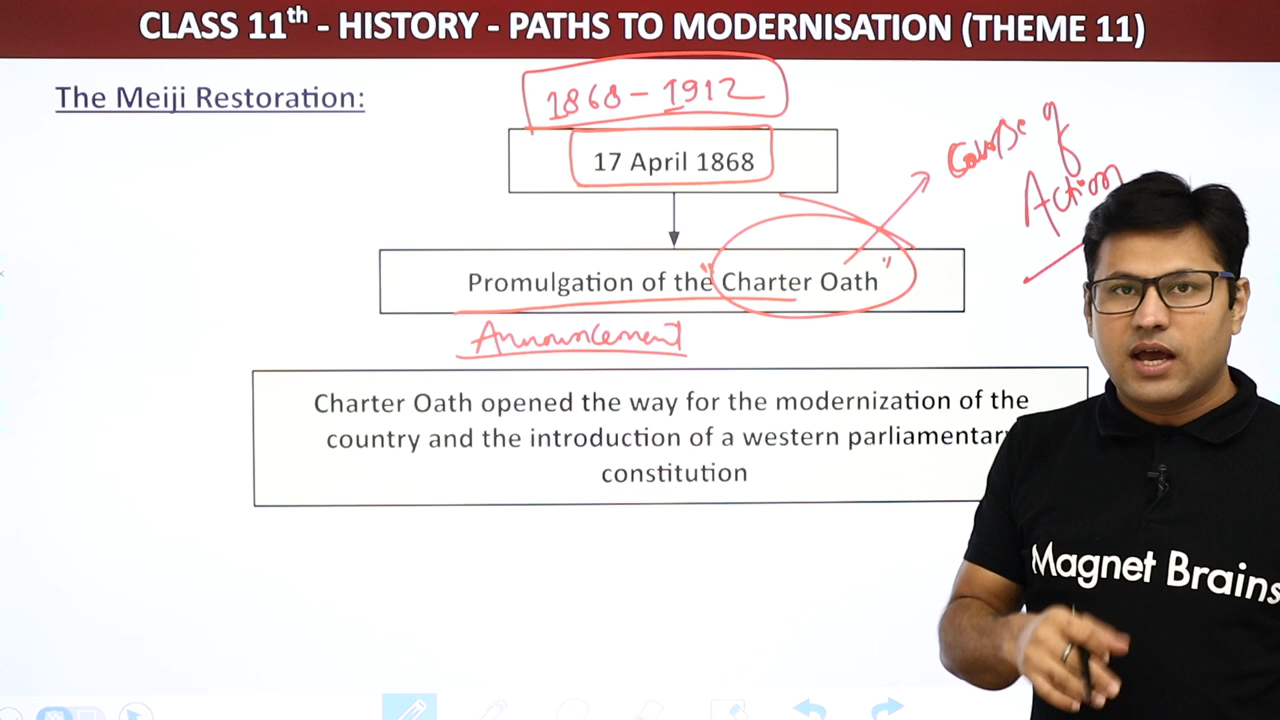 CLASS 11th - HISTORY - PATHS TO MODERNISATION (THEME 11)
The Meiji Restoration:
1868-1912
17 April 1868
Course of
Action
Promulgation of the "Charter Oath"
Announcement
Charter Oath opened the way for the modernization of the
country and the introduction of a western parliamentary
constitution
Magnet Brains